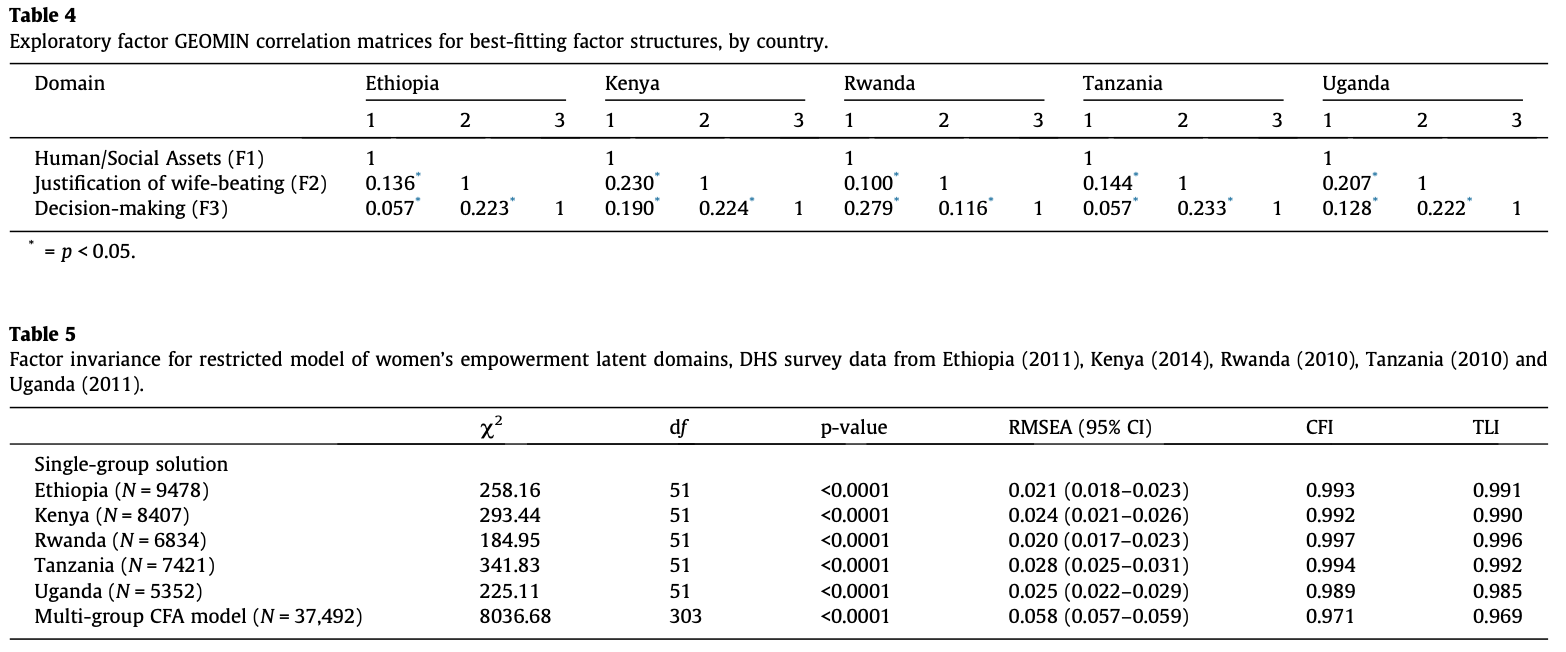 Table 4
Exploratory factor GEOMIN correlation matrices for best-fitting factor structures, by country.
Domain Ethiopia Kenya Rwanda Tanzania Uganda
1 2 3 1 2 3 1 2 3 1 2 3 1 2 3
Human/Social Assets (F1) 1 1 1 1 1
Justification of wife-beating (F2) 0.136* 1 0.230* 1 0.100* 1 0.144* 1 0.207* 1
Decision-making (F3) 0.057* 0.223* 1 0.190* 0.224* 1 0.279* 0.116* 1 0.057* 0.233* 1 0.128* 0.222* 1
* = p < 0.05.
Table 5
Factor invariance for restricted model of women's empowerment latent domains, DHS survey data from Ethiopia (2011), Kenya (2014), Rwanda (2010), Tanzania (2010) and
Uganda (2011).
χ² df p-value RMSEA (95% CI) CFI TLI
Single-group solution
Ethiopia (N = 9478) 258.16 51 <0.0001 0.021 (0.018–0.023) 0.993 0.991
Kenya (N = 8407) 293.44 51 <0.0001 0.024 (0.021–0.026) 0.992 0.990
Rwanda (N = 6834) 184.95 51 <0.0001 0.020 (0.017–0.023) 0.997 0.996
Tanzania (N = 7421) 341.83 51 <0.0001 0.028 (0.025–0.031) 0.994 0.992
Uganda (N = 5352) 225.11 51 <0.0001 0.025 (0.022–0.029) 0.989 0.985
Multi-group CFA model (N = 37,492) 8036.68 303 <0.0001 0.058 (0.057–0.059) 0.971 0.969